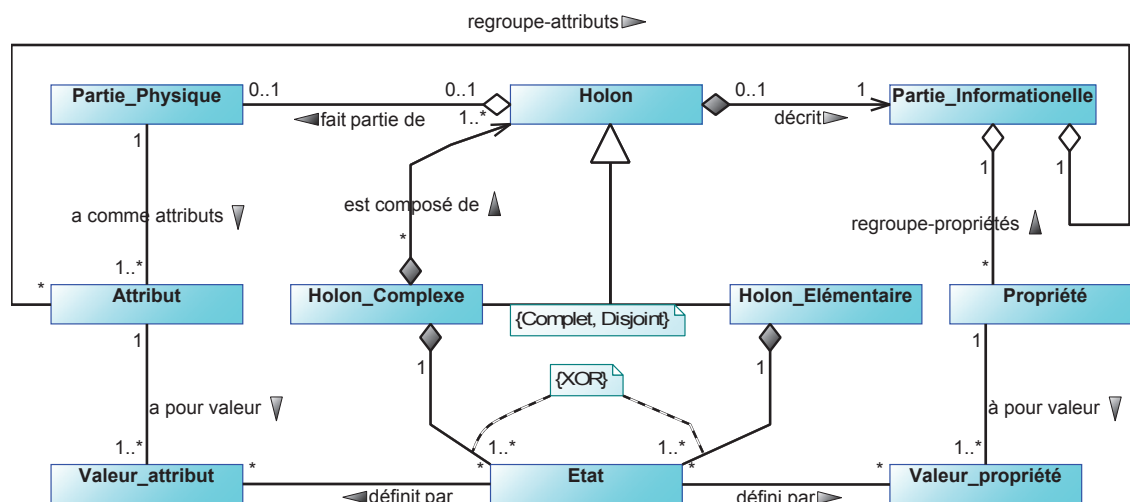 regroupe-attributs
Partie_Physique
0..1
0..1
Holon
0..1
1
Partie_Informationelle
fait partie de
1..*
décrit
1
1
1
a comme attributs
est composé de
regroupe-propriétés
*
*
1..*
*
Attribut
Holon_Complexe
Holon_Elémentaire
Propriété
{Complet, Disjoint}
1
1
1
1
{XOR}
a pour valeur
à pour valeur
1..*
1..*
*
1..*
Valeur_attribut
*
*
Etat
*
Valeur_propriété
définit par
défini par